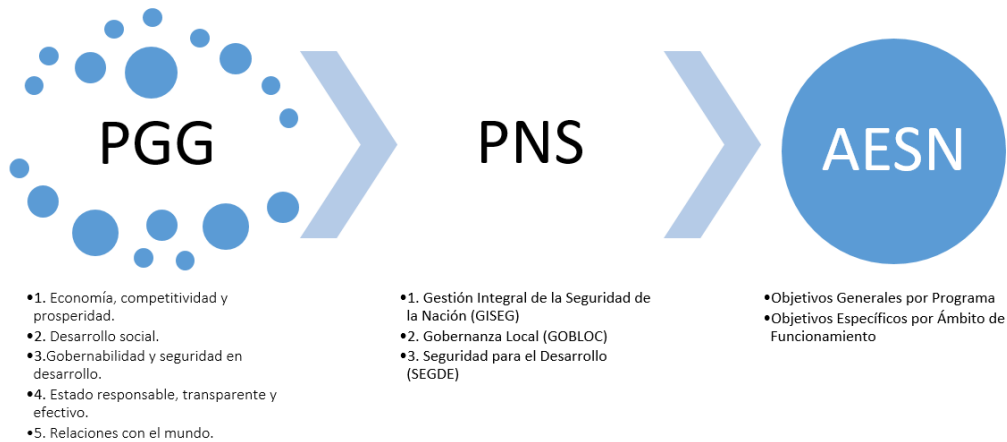 PGG
PNS
AESN
•1. Economía, competitividad y
prosperidad.
•2. Desarrollo social.
•3.Gobernabilidad y seguridad en
desarrollo.
•4. Estado responsable, transparente y
efectivo.
•5. Relaciones con el mundo.
•1. Gestión Integral de la Seguridad de
la Nación (GISEG)
•2. Gobernanza Local (GOBLOC)
•3. Seguridad para el Desarrollo
(SEGDE)
•Objetivos Generales por Programa
•Objetivos Específicos por Ámbito de
Funcionamiento